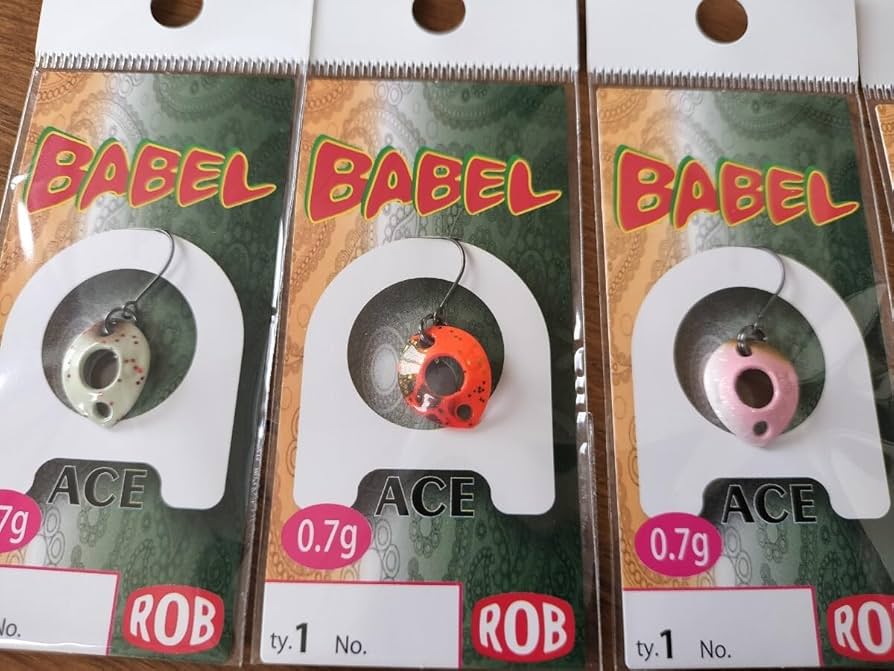 BABEL
ACE
7g
No.
ROB
BABEL
ACE
0.7g
ty.1 No.
ROB
BABEL
ACE
0.7g
ty.1 No.
ROB